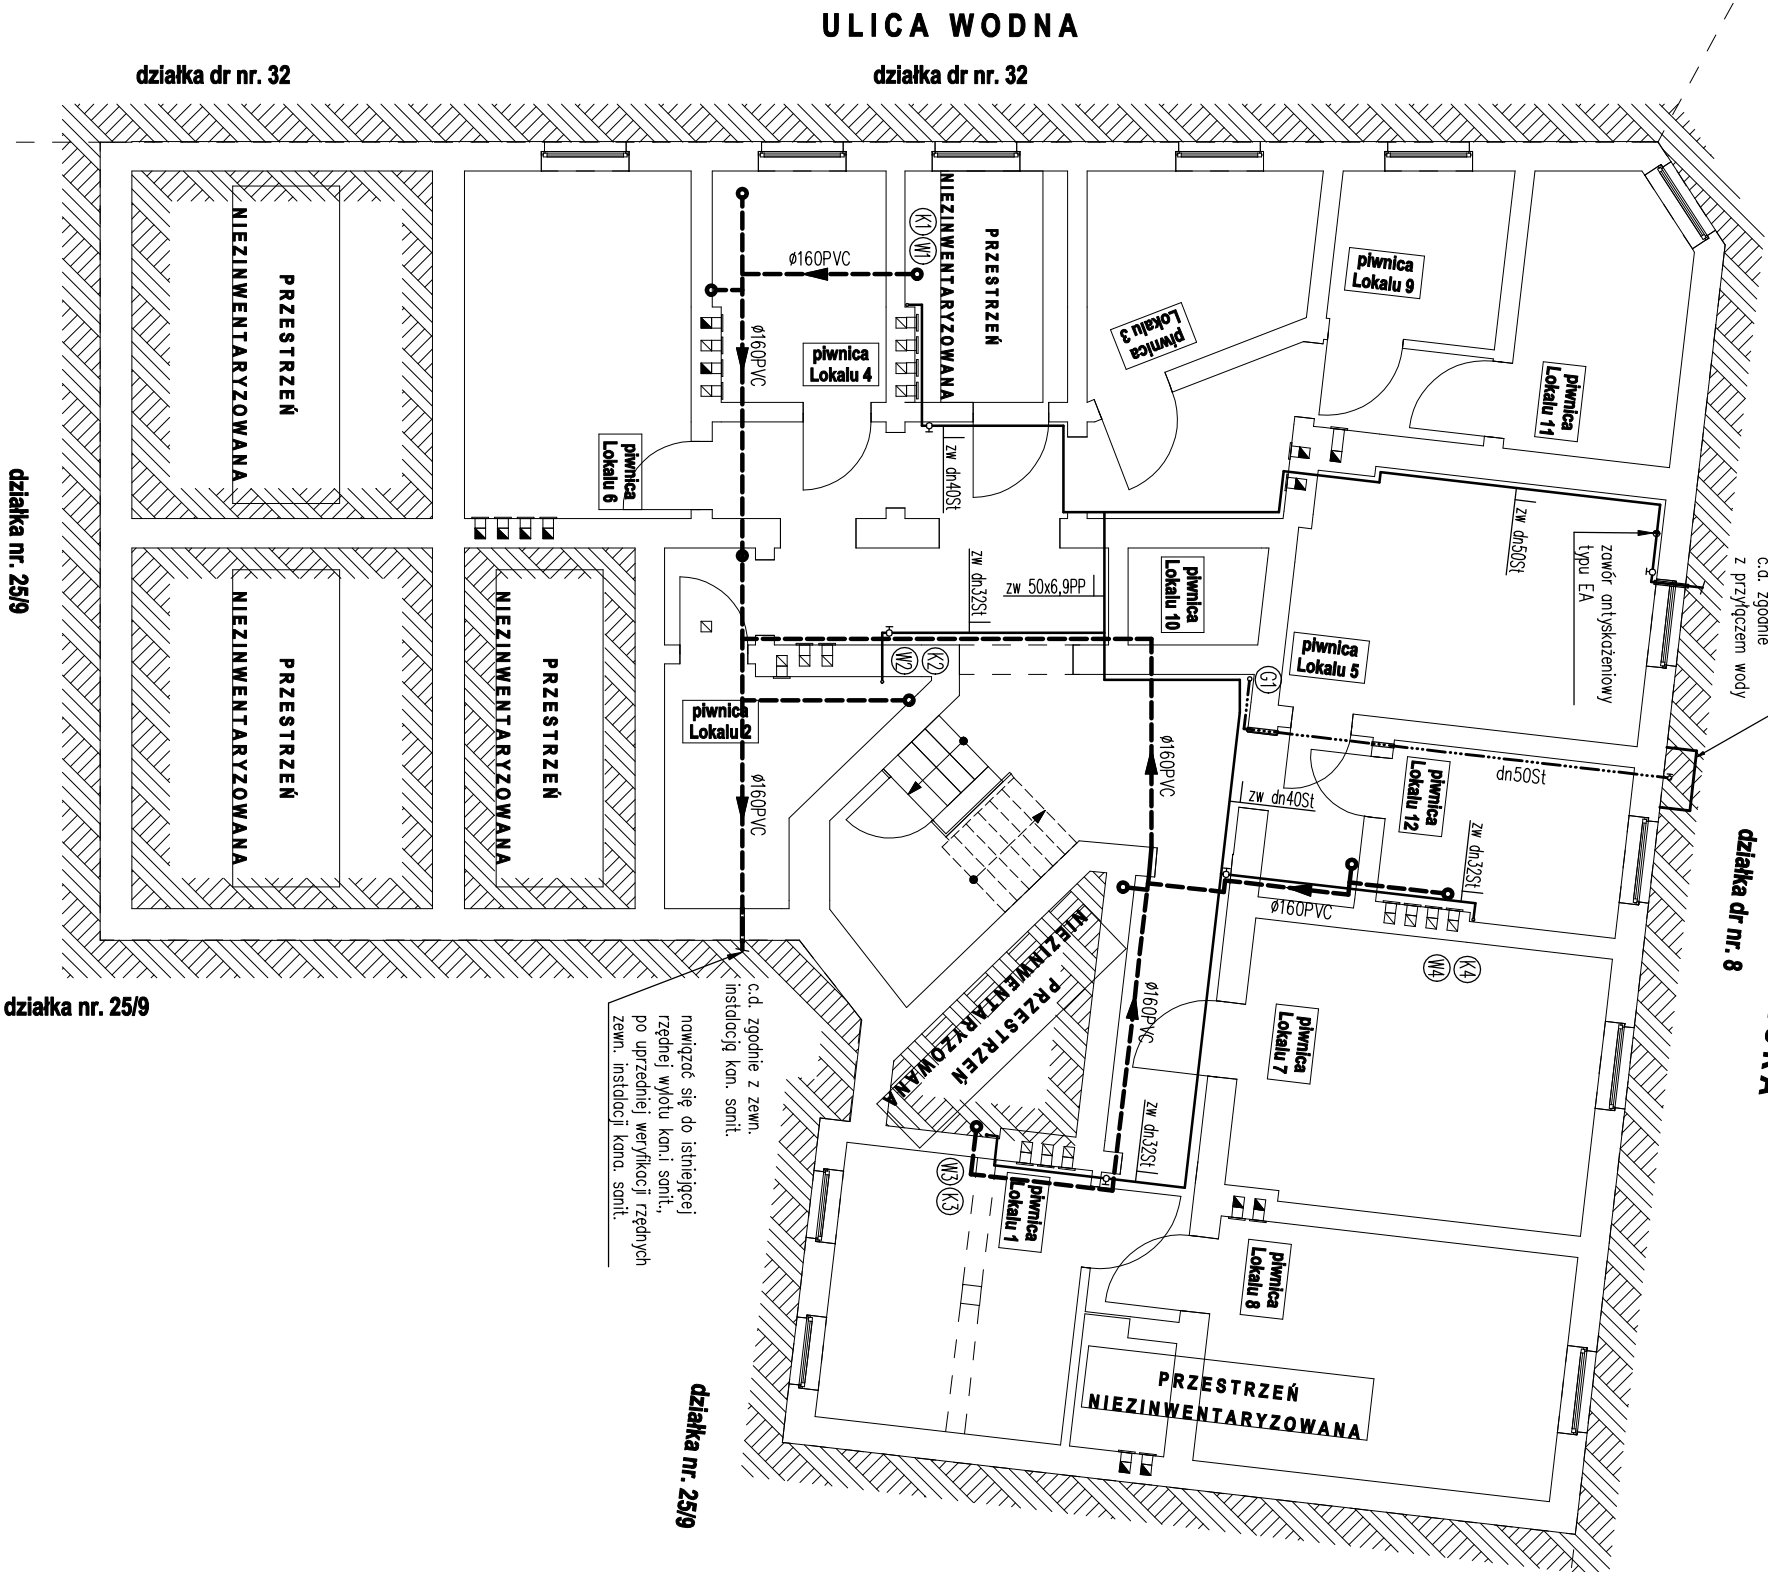 ULICA WODNA
działka dr nr. 32
działka dr nr. 32
PRZESTRZEŃ
NIEZINWENTARYZOWANA
K1
W1
PRZESTRZEŃ
NIEZINWENTARYZOWANA
ø160PVC
ø160PVC
piwnica
Lokalu 4
piwnica
Lokalu 3
piwnica
Lokalu 9
piwnica
Lokalu 11
piwnica
Lokalu 6
zw dn40St
zw dn50St
zawór antyskażeniowy
typu EA
c.d. zgodnie
z przyłączem wody
działka nr. 25/9
zw dn32St
zw 50x6,9PP
piwnica
Lokalu 10
piwnica
Lokalu 5
G1
W2
K2
PRZESTRZEŃ
NIEZINWENTARYZOWANA
PRZESTRZEŃ
NIEZINWENTARYZOWANA
piwnica
Lokalu 2
ø160PVC
ø160PVC
dn50St
zw dn40St
piwnica
Lokalu 12
zw dn32St
ø160PVC
działka dr nr. 8
PRZESTRZEŃ
NIEZINWENTARYZOWANA
K4
W4
działka nr. 25/9
c.d. zgodnie z zewn.
instalacją kan. sanit.
nawiązać się do istniejącej
rzędnej wylotu kan.i sanit.,
po uprzedniej weryfikacji rzędnych
zewn. instalacji kana. sanit.
ø160PVC
piwnica
Lokalu 7
zw dn32St
W3
K3
piwnica
Lokalu 1
piwnica
Lokalu 8
PRZESTRZEŃ
NIEZINWENTARYZOWANA
działka nr. 25/9